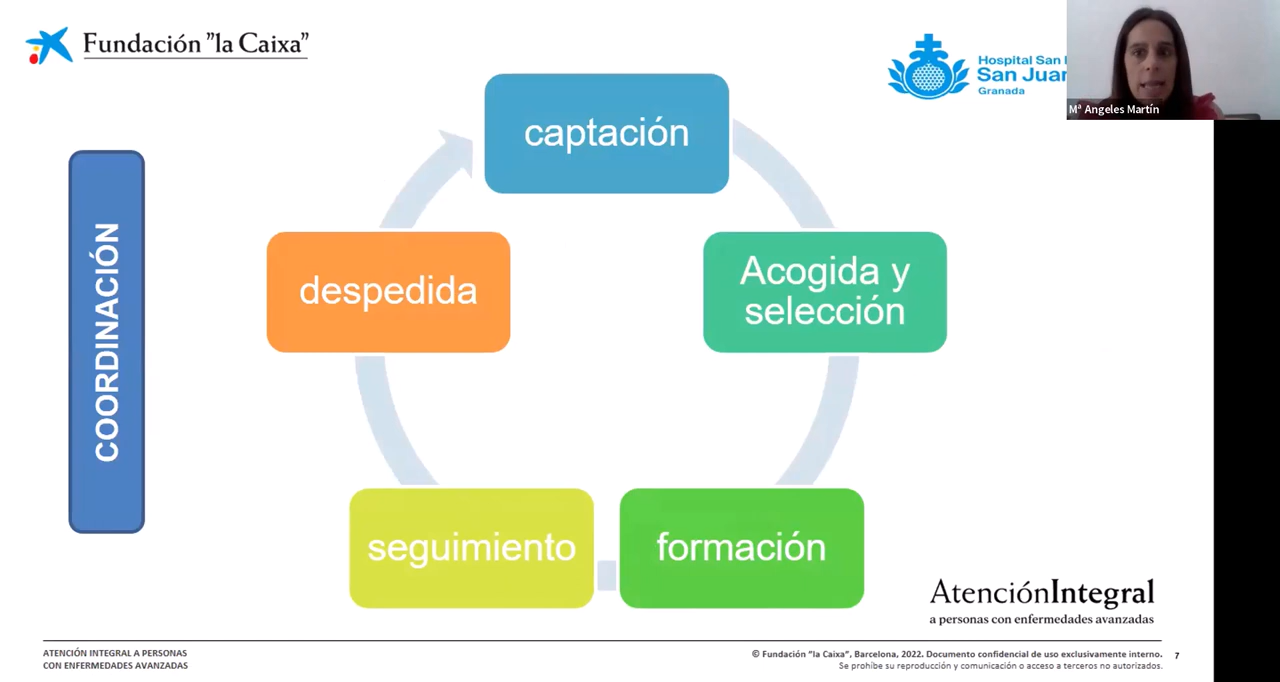 Fundación "la Caixa"
Hospital San
San Juan
Granada
Mª Angeles Martín
captación
COORDINACIÓN
despedida
Acogida y
selección
seguimiento
formación
AtenciónIntegral
a personas con enfermedades avanzadas
ATENCIÓN INTEGRAL A PERSONAS
CON ENFERMEDADES AVANZADAS
© Fundación "la Caixa", Barcelona, 2022. Documento confidencial de uso exclusivamente interno.
Se prohíbe su reproducción y comunicación o acceso a terceros no autorizados.
7